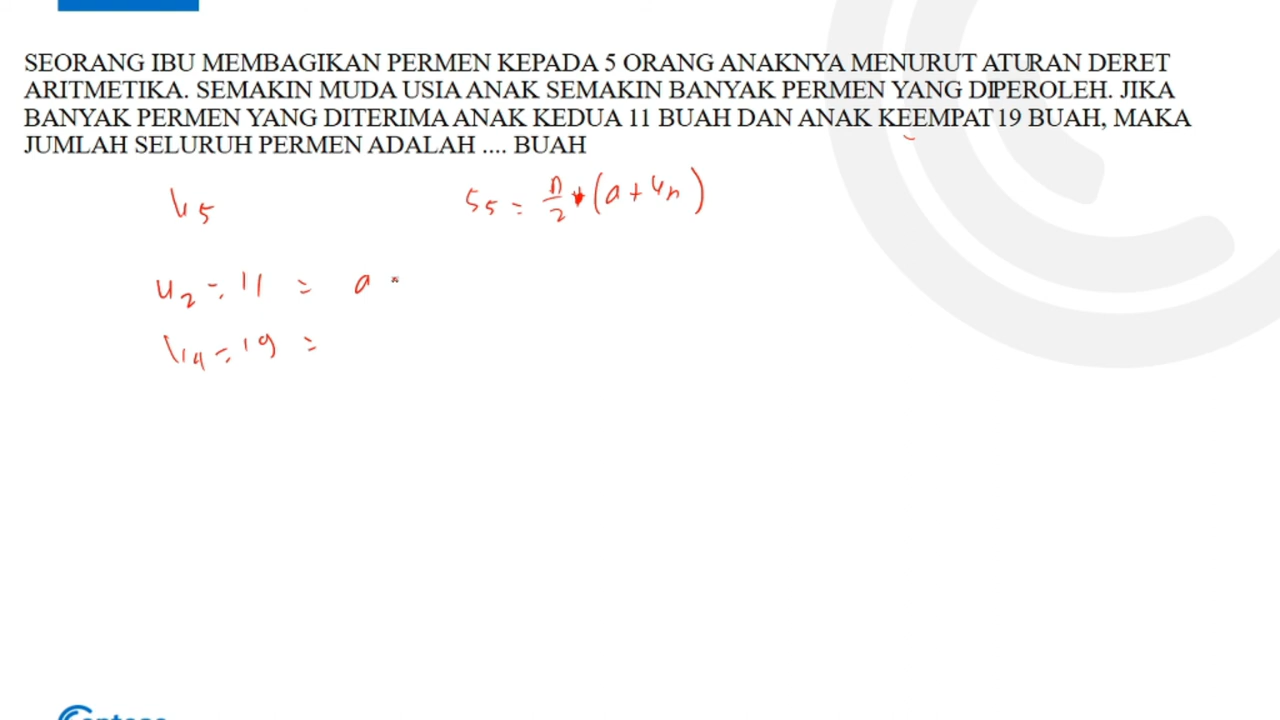 SEORANG IBU MEMBAGIKAN PERMEN KEPADA 5 ORANG ANAKNYA MENURUT ATURAN DERET
ARITMETIKA. SEMAKIN MUDA USIA ANAK SEMAKIN BANYAK PERMEN YANG DIPEROLEH. JIKA
BANYAK PERMEN YANG DITERIMA ANAK KEDUA 11 BUAH DAN ANAK KEEMPAT 19 BUAH, MAKA
JUMLAH SELURUH PERMEN ADALAH .... BUAH
U5 S5 = n/2 (a + Un)
U2 = 11 = a
U4 = 19 =